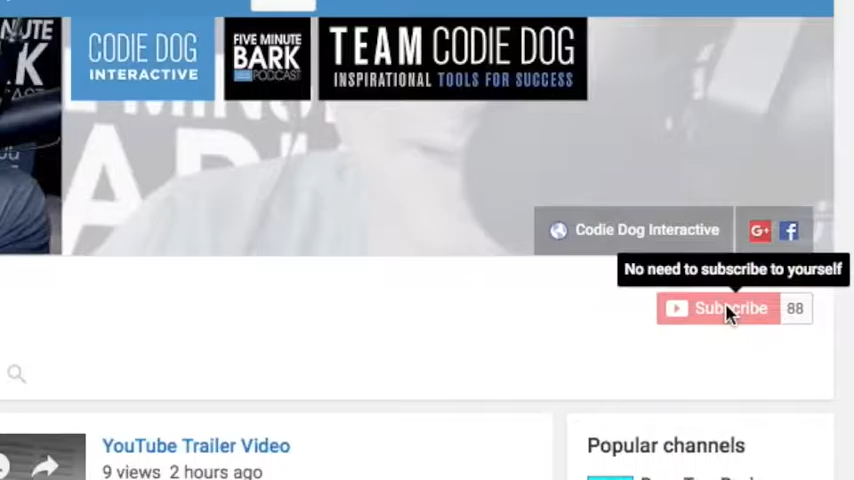 CODIE DOG
INTERACTIVE
FIVE MINUTE
BARK
PODCAST
TEAM CODIE DOG
INSPIRATIONAL TOOLS FOR SUCCESS
Codie Dog Interactive
G+ f
No need to subscribe to yourself
Subscribe 88
YouTube Trailer Video
9 views 2 hours ago
Popular channels